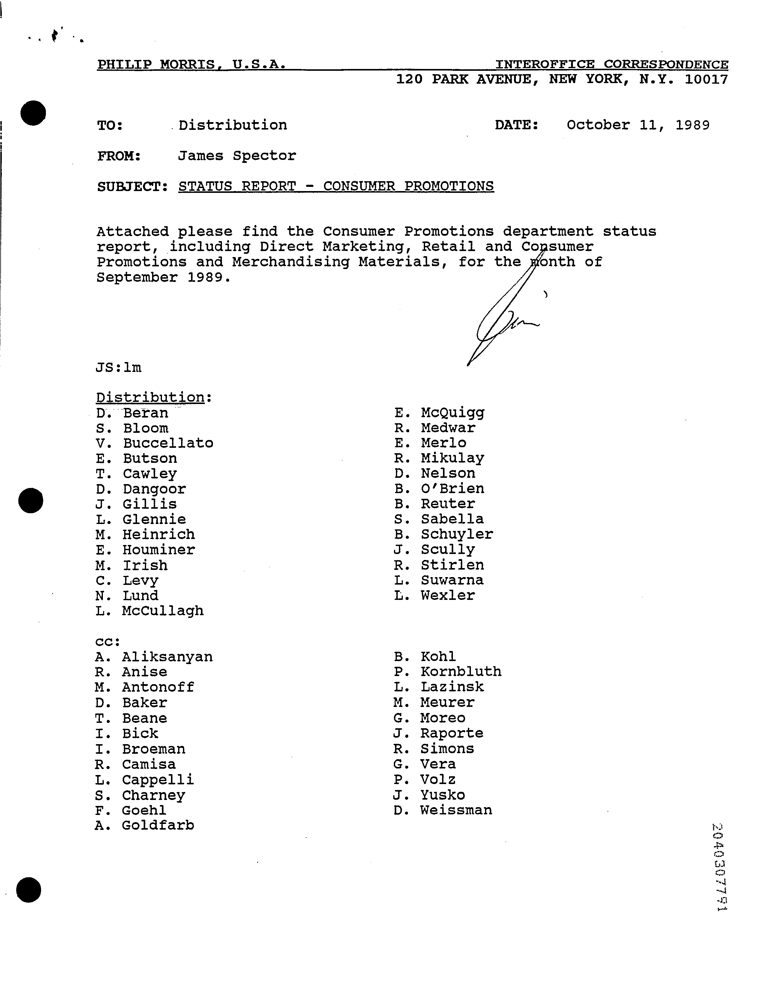 PHILIP MORRIS, U.S.A. INTEROFFICE CORRESPONDENCE
120 PARK AVENUE, NEW YORK, N.Y. 10017
TO: Distribution DATE: October 11, 1989
FROM: James Spector
SUBJECT: STATUS REPORT - CONSUMER PROMOTIONS
Attached please find the Consumer Promotions department status
report, including Direct Marketing, Retail and Consumer
Promotions and Merchandising Materials, for the month of
September 1989.
Jim
JS:lm
Distribution:
D. Beran
S. Bloom
V. Buccellato
E. Butson
T. Cawley
D. Dangoor
J. Gillis
L. Glennie
M. Heinrich
E. Houminer
M. Irish
C. Levy
N. Lund
L. McCullagh
E. McQuigg
R. Medwar
E. Merlo
R. Mikulay
D. Nelson
B. O'Brien
B. Reuter
S. Sabella
B. Schuyler
J. Scully
R. Stirlen
L. Suwarna
L. Wexler
cc:
A. Aliksanyan
R. Anise
M. Antonoff
D. Baker
T. Beane
I. Bick
I. Broeman
R. Camisa
L. Cappelli
S. Charney
F. Goehl
A. Goldfarb
B. Kohl
P. Kornbluth
L. Lazinsk
M. Meurer
G. Moreo
J. Raporte
R. Simons
G. Vera
P. Volz
J. Yusko
D. Weissman
2040307791